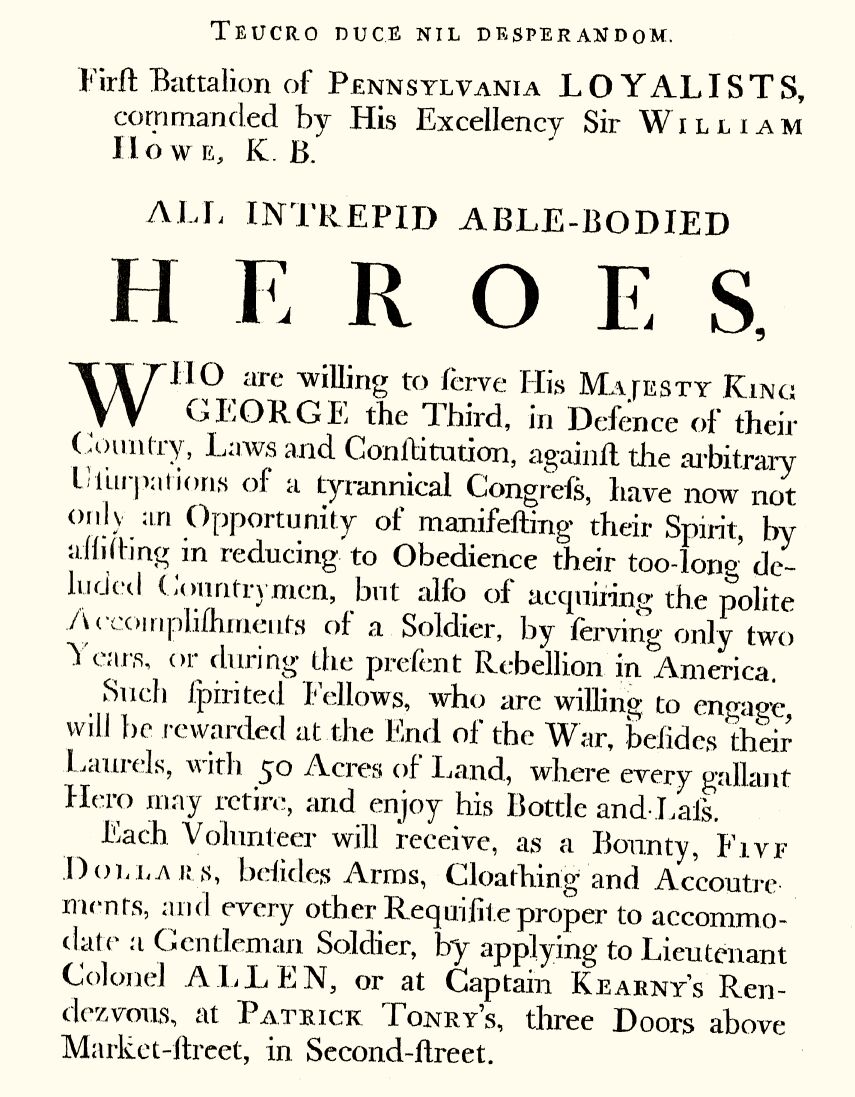 TEUCRO DUCE NIL DESPERANDOM.
Firſt Battalion of PENNSYLVANIA LOYALISTS,
commanded by His Excellency Sir WILLIAM
HOWE, K. B.
ALL INTREPID ABLE-BODIED
HEROES,
WHO are willing to ſerve His MAJESTY KING
GEORGE the Third, in Defence of their
Country, Laws and Conſtitution, againſt the arbitrary
Uſurpations of a tyrannical Congreſs, have now not
only an Opportunity of manifeſting their Spirit, by
aſſiſting in reducing to Obedience their too-long de-
luded Countrymen, but alſo of acquiring the polite
Accompliſhments of a Soldier, by ſerving only two
Years, or during the preſent Rebellion in America.
Such ſpirited Fellows, who are willing to engage,
will be rewarded at the End of the War, beſides their
Laurels, with 50 Acres of Land, where every gallant
Hero may retire, and enjoy his Bottle and Laſs.
Each Volunteer will receive, as a Bounty, FIVE
DOLLARS, beſides Arms, Cloathing and Accoutre-
ments, and every other Requiſite proper to accommo-
date a Gentleman Soldier, by applying to Lieutenant
Colonel ALLEN, or at Captain KEARNY's Ren-
dezvous, at PATRICK TONRY's, three Doors above
Market-ſtreet, in Second-ſtreet.